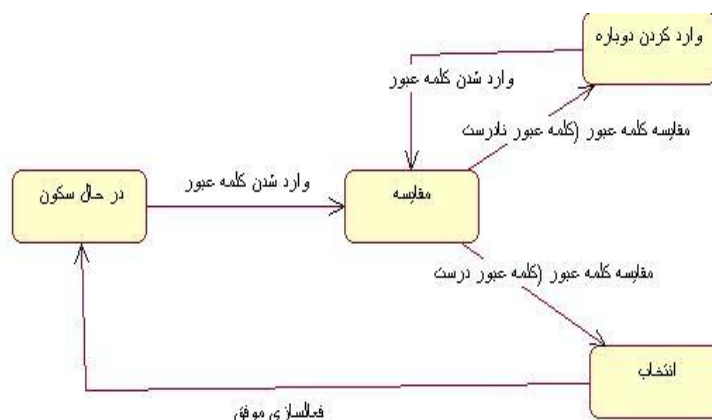 وارد کردن دوباره
وارد شدن کلمه عبور
مقایسه کلمه عبور (کلمه عبور نادرست
در حال سکون
وارد شدن کلمه عبور
مقایسه
مقایسه کلمه عبور (کلمه عبور درست
انتخاب
فعالسازی موفق